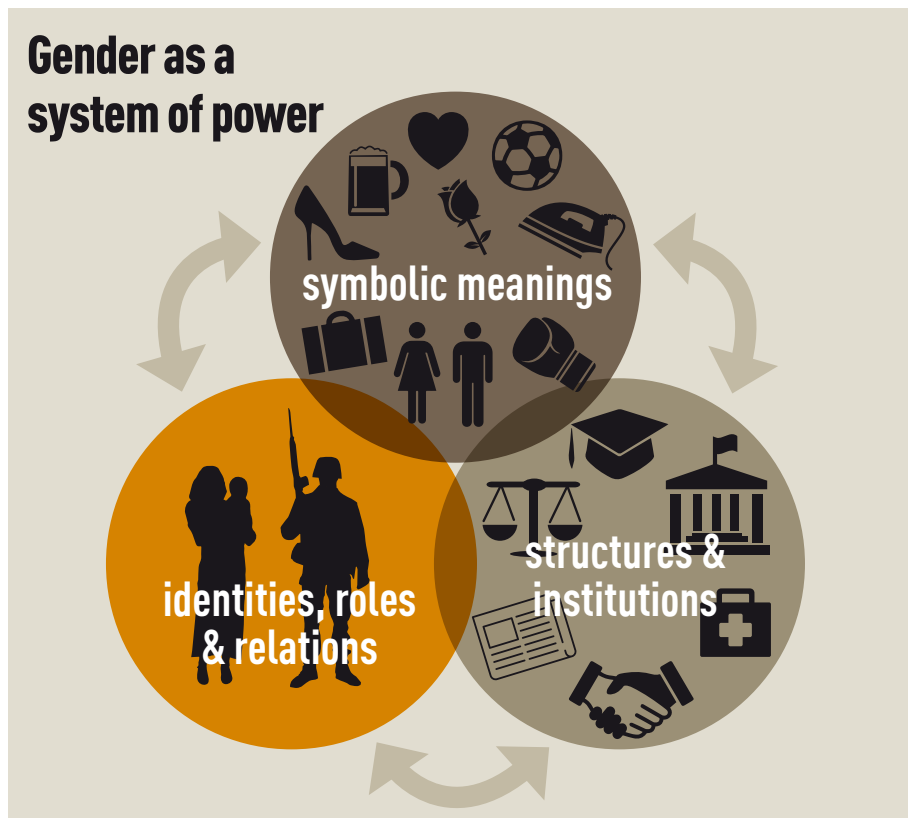 Gender as a
system of power
symbolic meanings
identities, roles
& relations
structures &
institutions